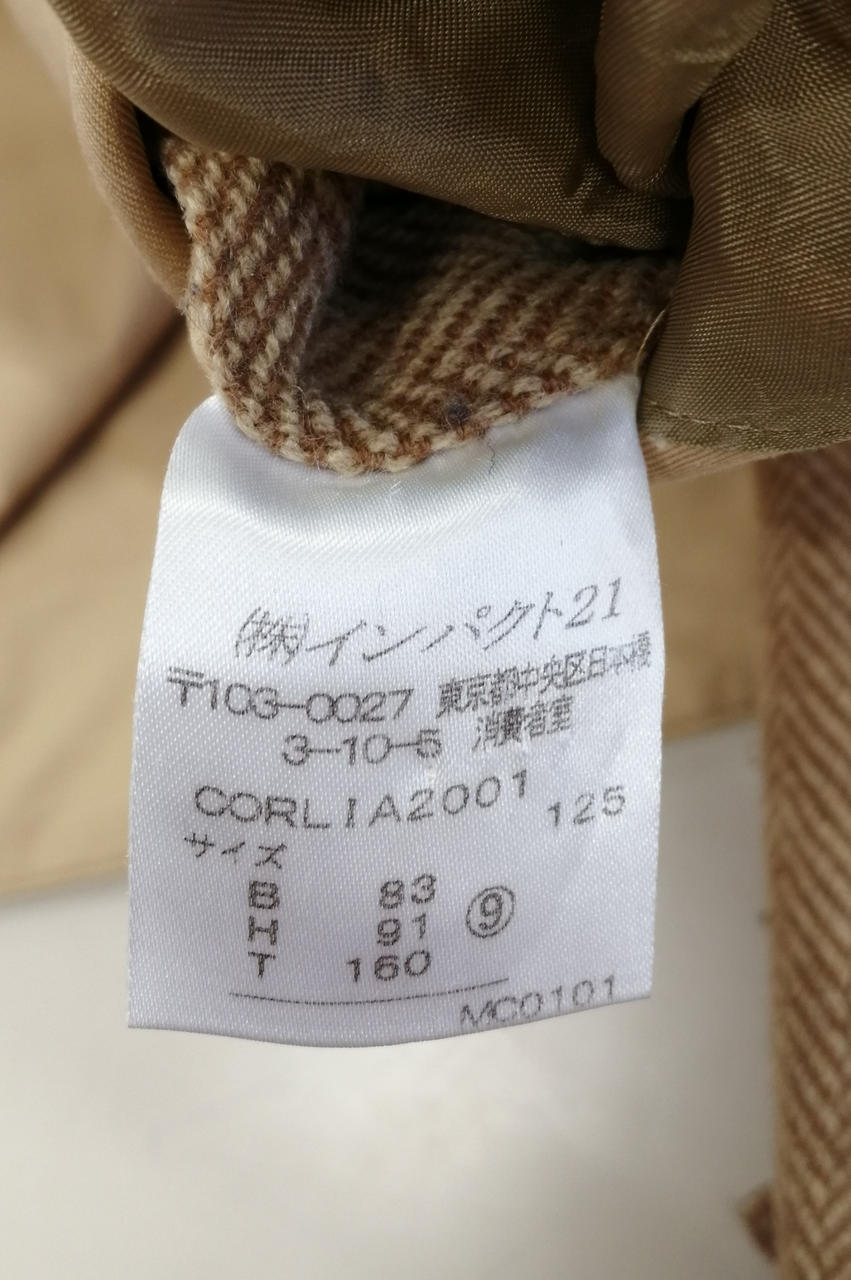 (株)インパクト21
〒103-0027 東京都中央区日本橋
3-10-5 消費者室
CORLIA2001 125
サイズ
B 83
H 91 ⑨
T 160
MC0101